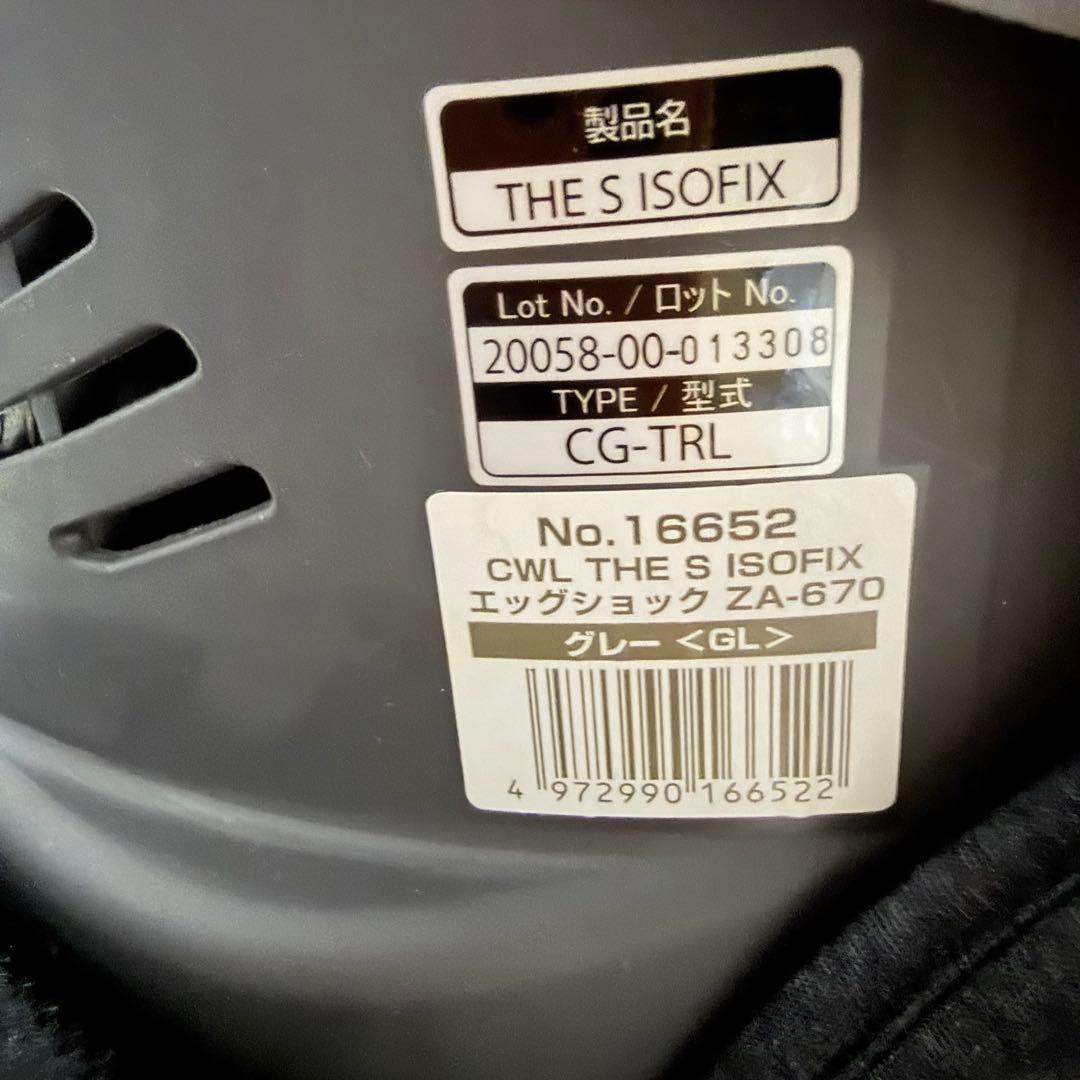 製品名
THE S ISOFIX
Lot No. / ロット No.
20058-00-013308
TYPE / 型式
CG-TRL
No.16652
CWL THE S ISOFIX
エッグショック ZA-670
グレー <GL>
4 972990 166522